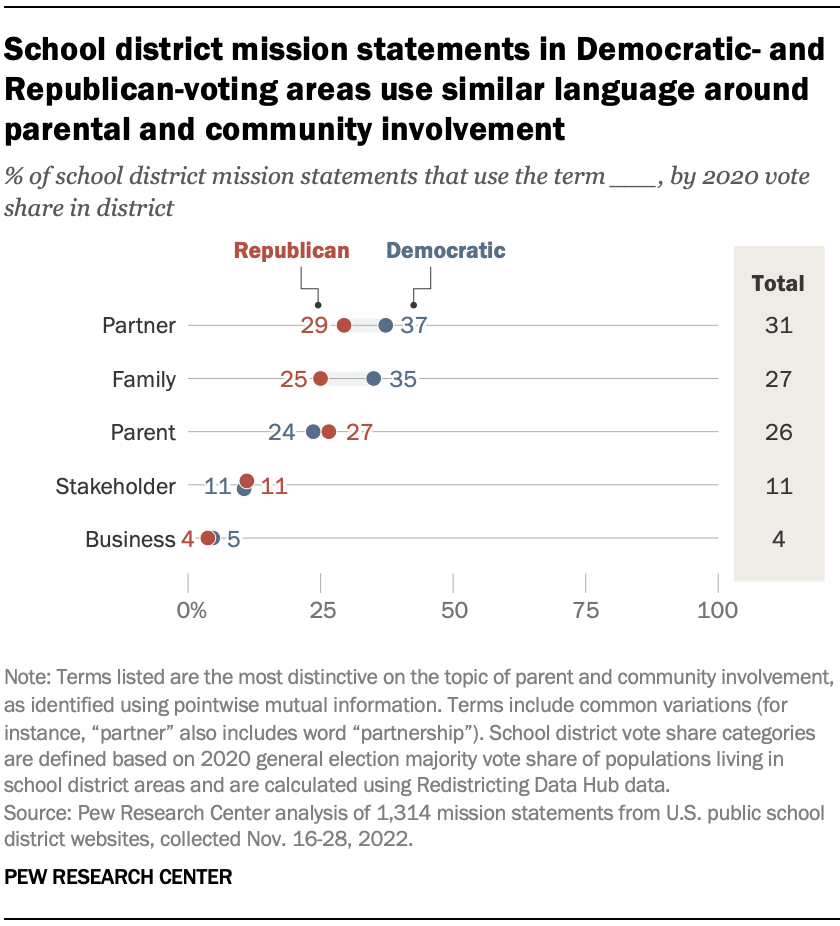 School district mission statements in Democratic- and
Republican-voting areas use similar language around
parental and community involvement
% of school district mission statements that use the term ___, by 2020 vote
share in district
Republican Democratic
Total
Partner 29 37 31
Family 25 35 27
Parent 24 27 26
Stakeholder 11 11 11
Business 4 5 4
0% 25 50 75 100
Note: Terms listed are the most distinctive on the topic of parent and community involvement,
as identified using pointwise mutual information. Terms include common variations (for
instance, “partner” also includes word “partnership”). School district vote share categories
are defined based on 2020 general election majority vote share of populations living in
school district areas and are calculated using Redistricting Data Hub data.
Source: Pew Research Center analysis of 1,314 mission statements from U.S. public school
district websites, collected Nov. 16-28, 2022.
PEW RESEARCH CENTER